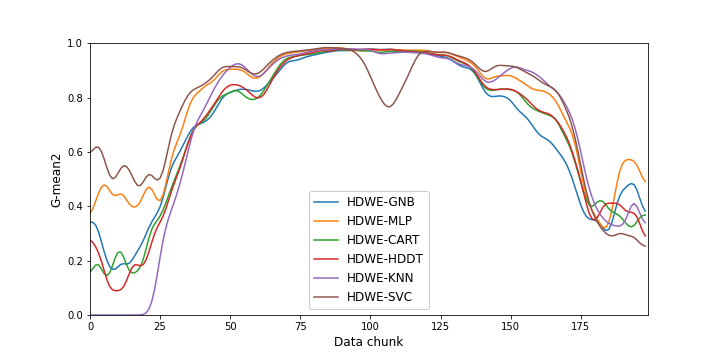 1.0
0.8
0.6
0.4
0.2
0.0
G-mean2
HDWE-GNB
HDWE-MLP
HDWE-CART
HDWE-HDDT
HDWE-KNN
HDWE-SVC
0 25 50 75 100 125 150 175
Data chunk